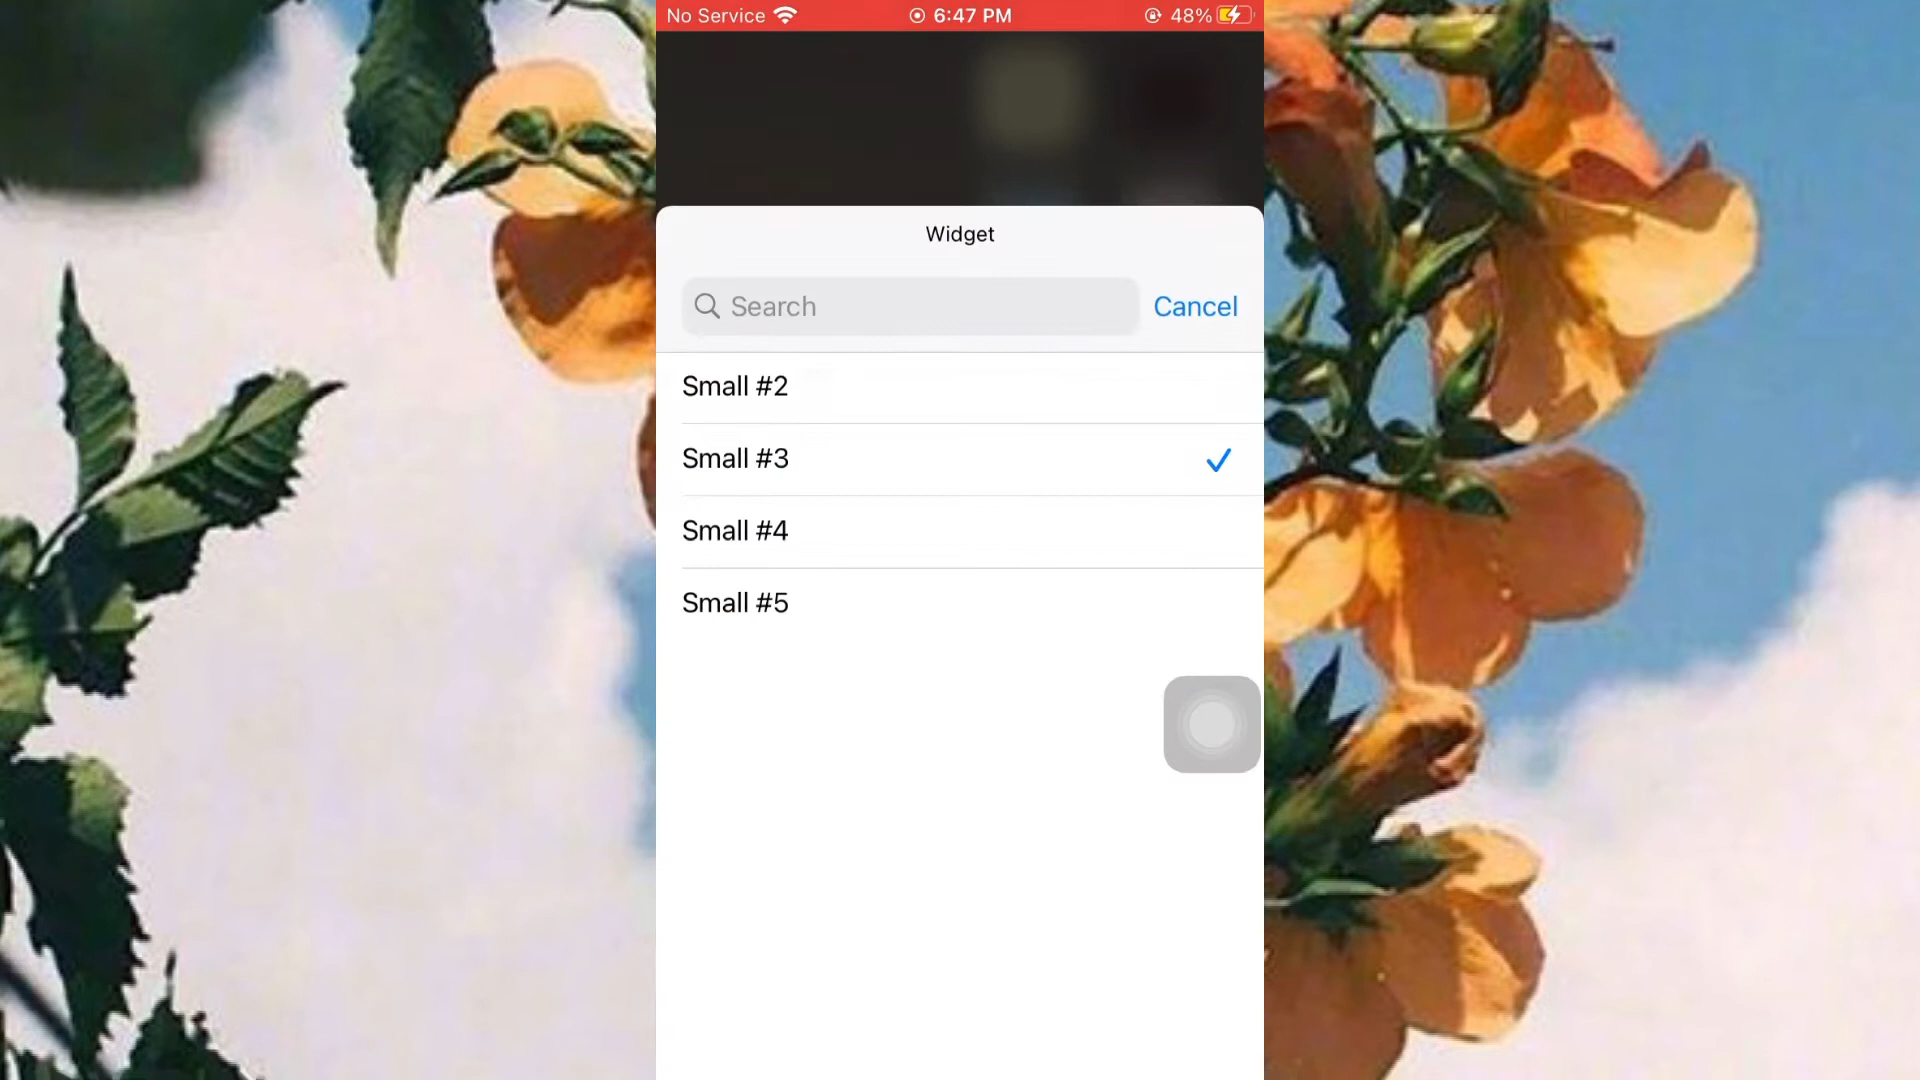 No Service 6:47 PM 48%
Widget
Search Cancel
Small #2
Small #3
Small #4
Small #5